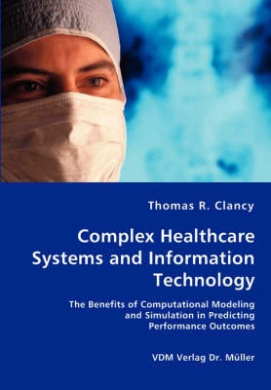 Thomas R. Clancy
Complex Healthcare
Systems and Information
Technology
The Benefits of Computational Modeling
and Simulation in Predicting
Performance Outcomes
VDM Verlag Dr. Müller